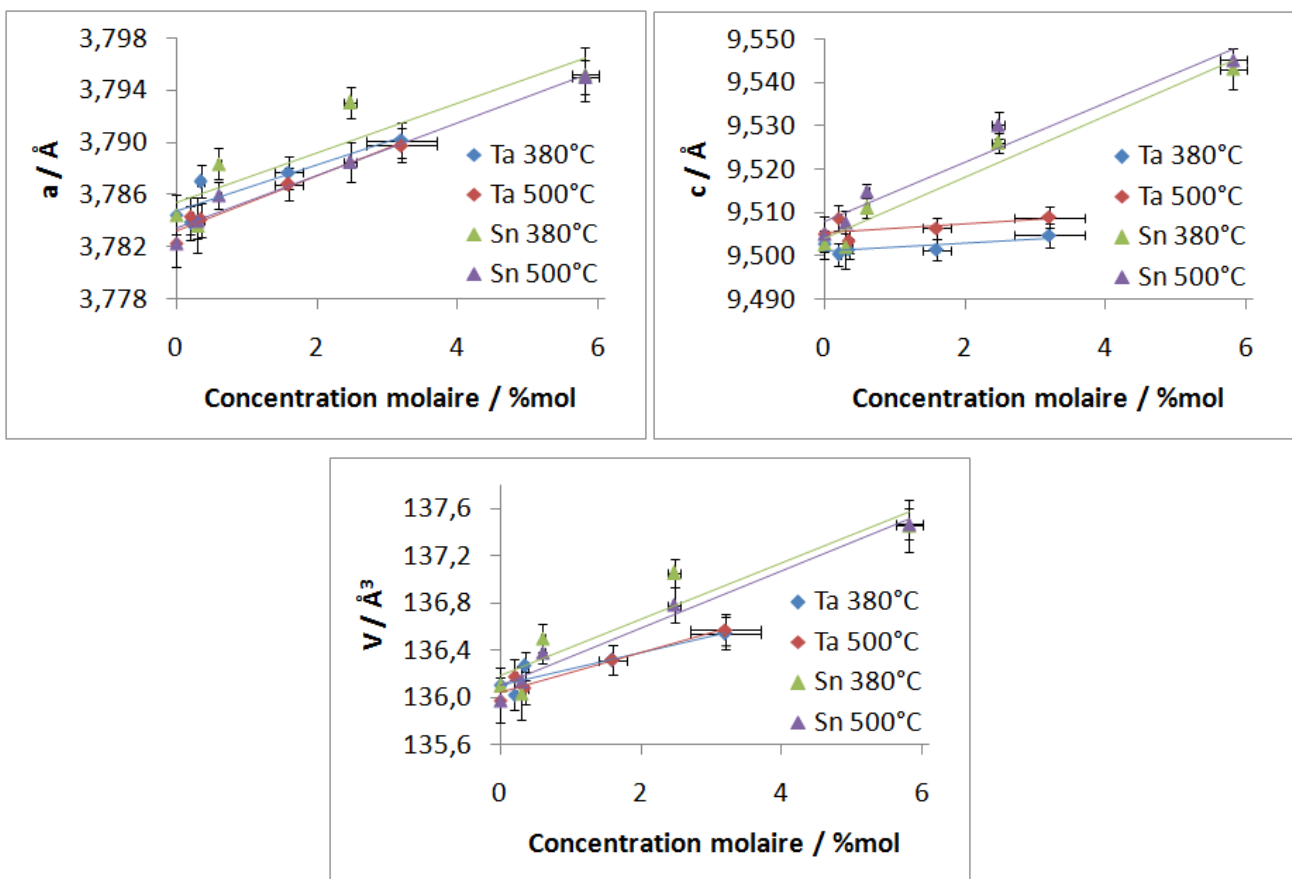 a / Å
3,798
3,794
3,790
3,786
3,782
3,778
0 2 4 6
Concentration molaire / %mol
Ta 380°C
Ta 500°C
Sn 380°C
Sn 500°C
c / Å
9,550
9,540
9,530
9,520
9,510
9,500
9,490
0 2 4 6
Concentration molaire / %mol
Ta 380°C
Ta 500°C
Sn 380°C
Sn 500°C
V / Å³
137,6
137,2
136,8
136,4
136,0
135,6
0 2 4 6
Concentration molaire / %mol
Ta 380°C
Ta 500°C
Sn 380°C
Sn 500°C